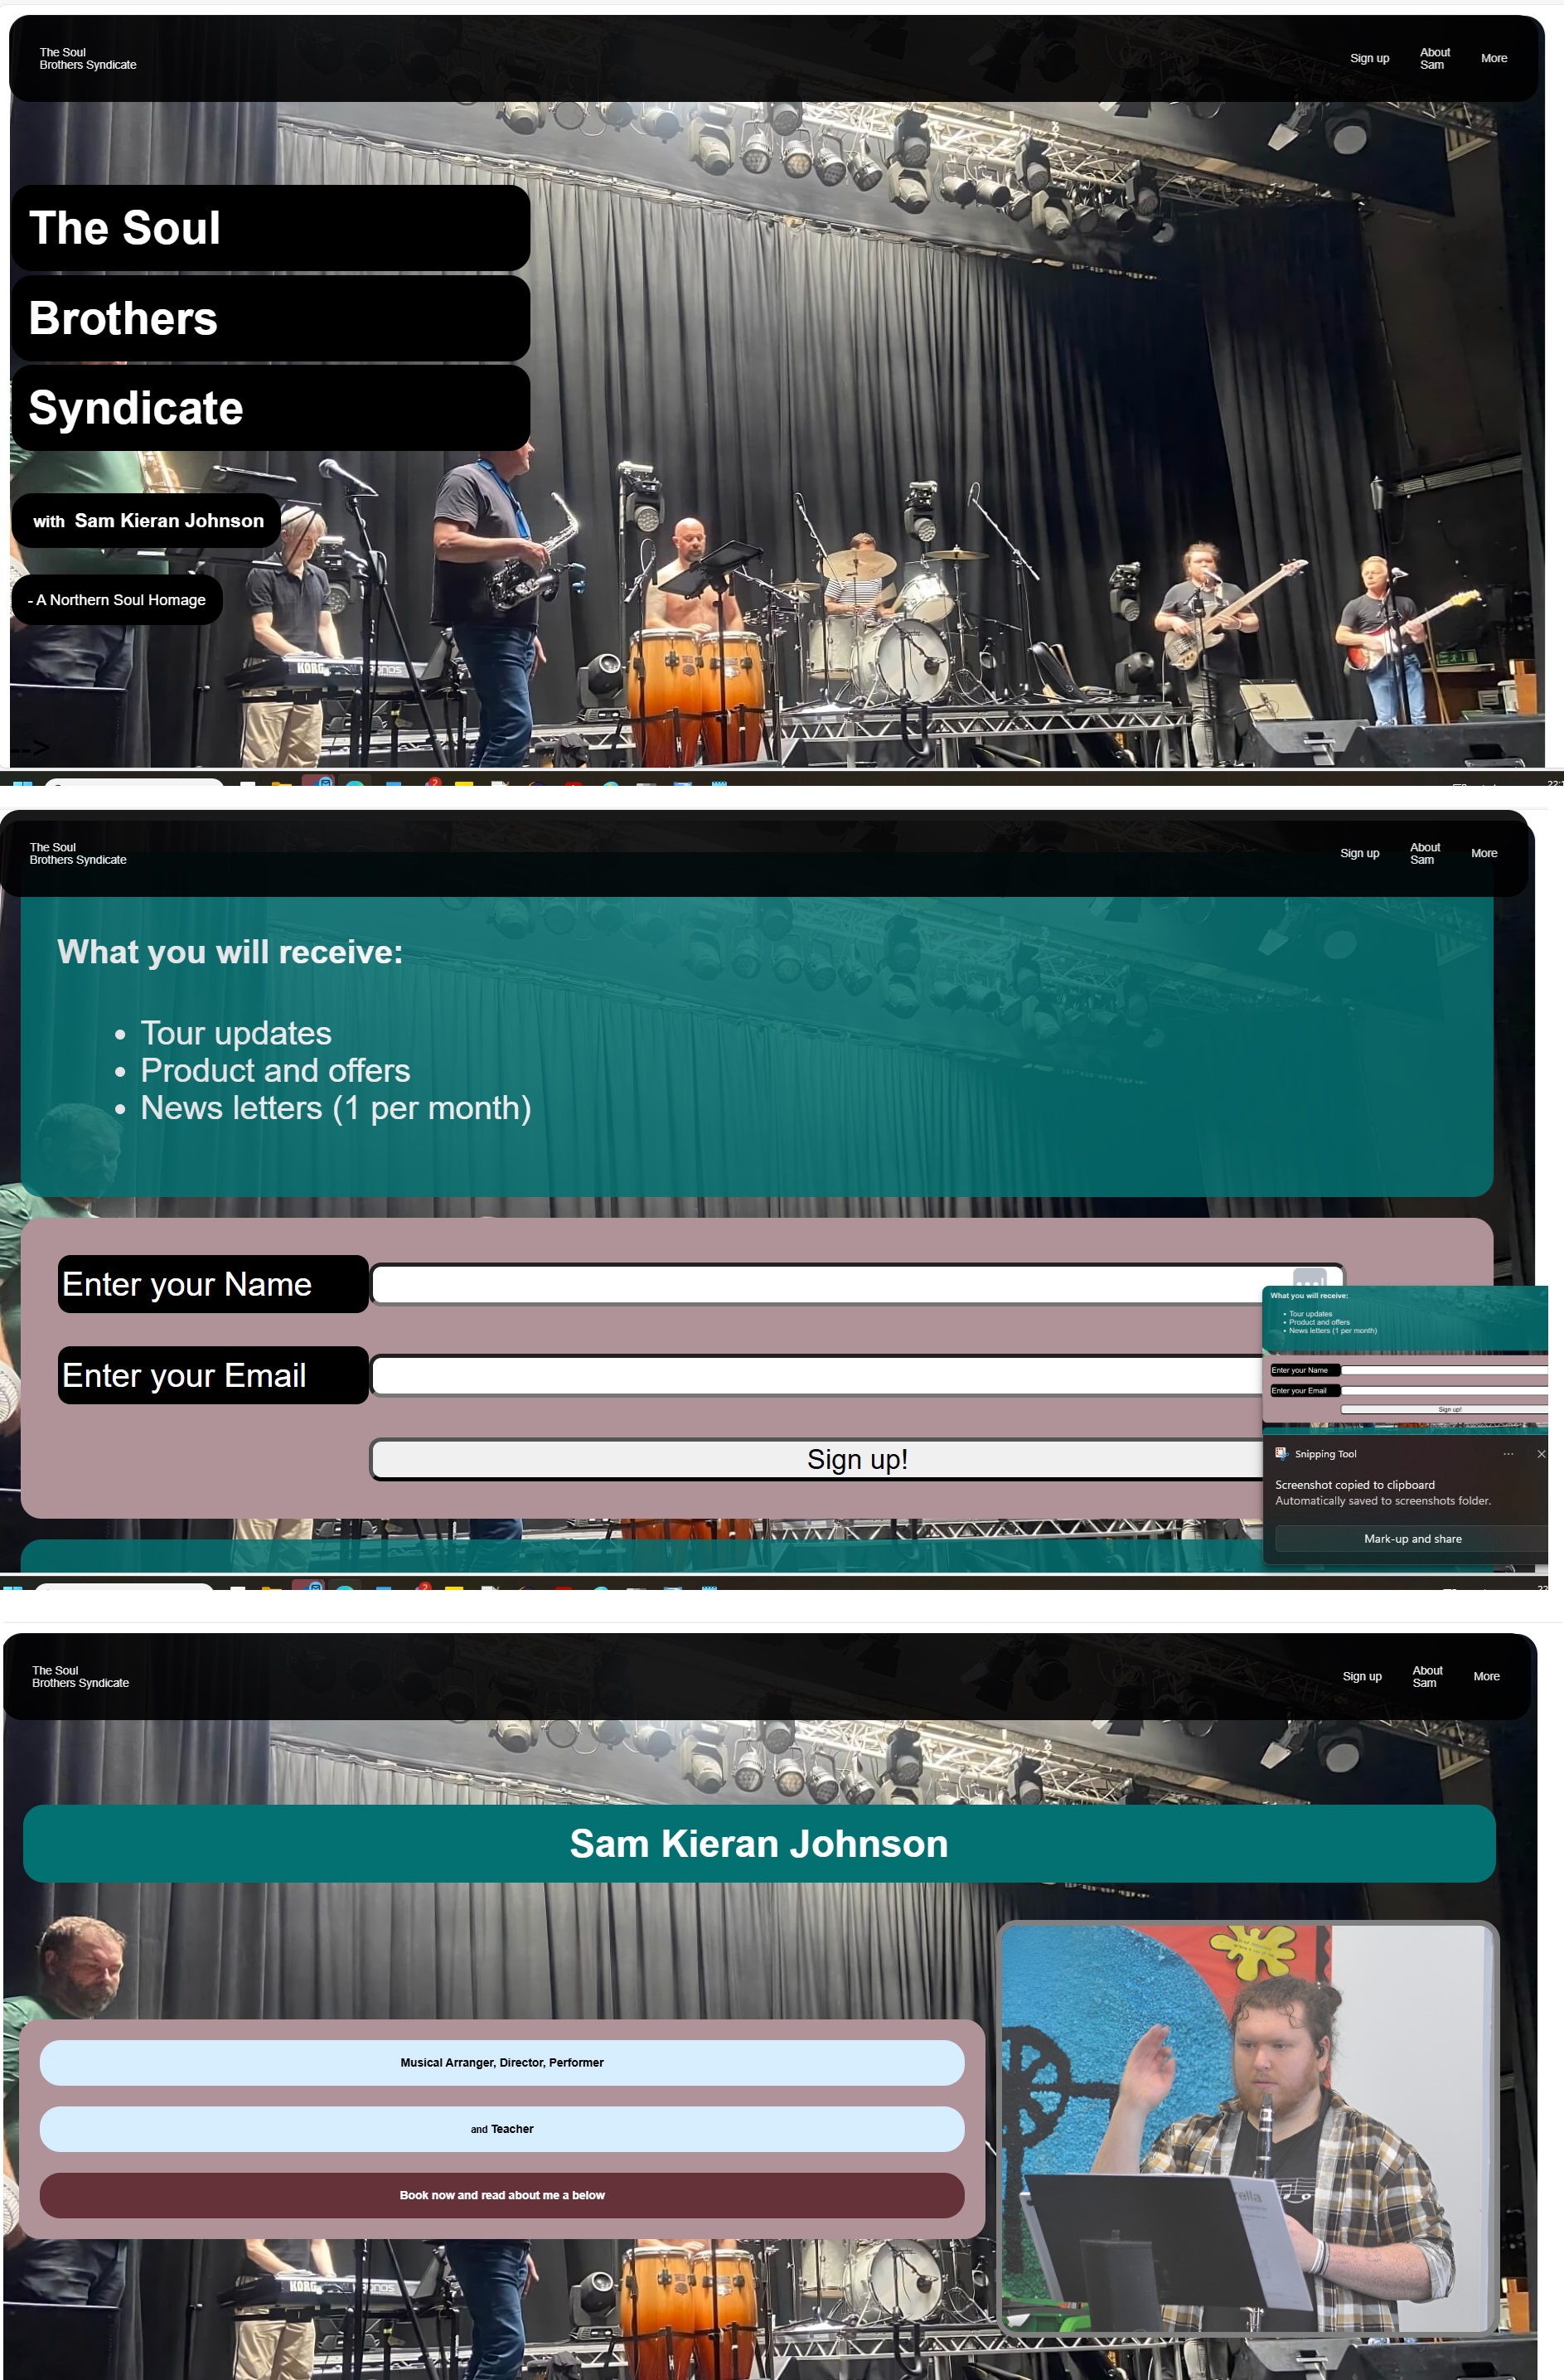 The Soul
Brothers Syndicate
Sign up
About
Sam
More
The Soul
Brothers
Syndicate
with Sam Kieran Johnson
- A Northern Soul Homage
KORG
-->
2
The Soul
Brothers Syndicate
Sign up
About
Sam
More
What you will receive:
• Tour updates
• Product and offers
• News letters (1 per month)
Enter your Name
Enter your Email
Sign up!
What you will receive:
• Tour updates
• Product and offers
• News letters (1 per month)
Enter your Name
Enter your Email
Sign up!
Snipping Tool
Screenshot copied to clipboard
Automatically saved to screenshots folder.
Mark-up and share
2
The Soul
Brothers Syndicate
Sign up
About
Sam
More
Sam Kieran Johnson
Musical Arranger, Director, Performer
and Teacher
Book now and read about me a below
KORG